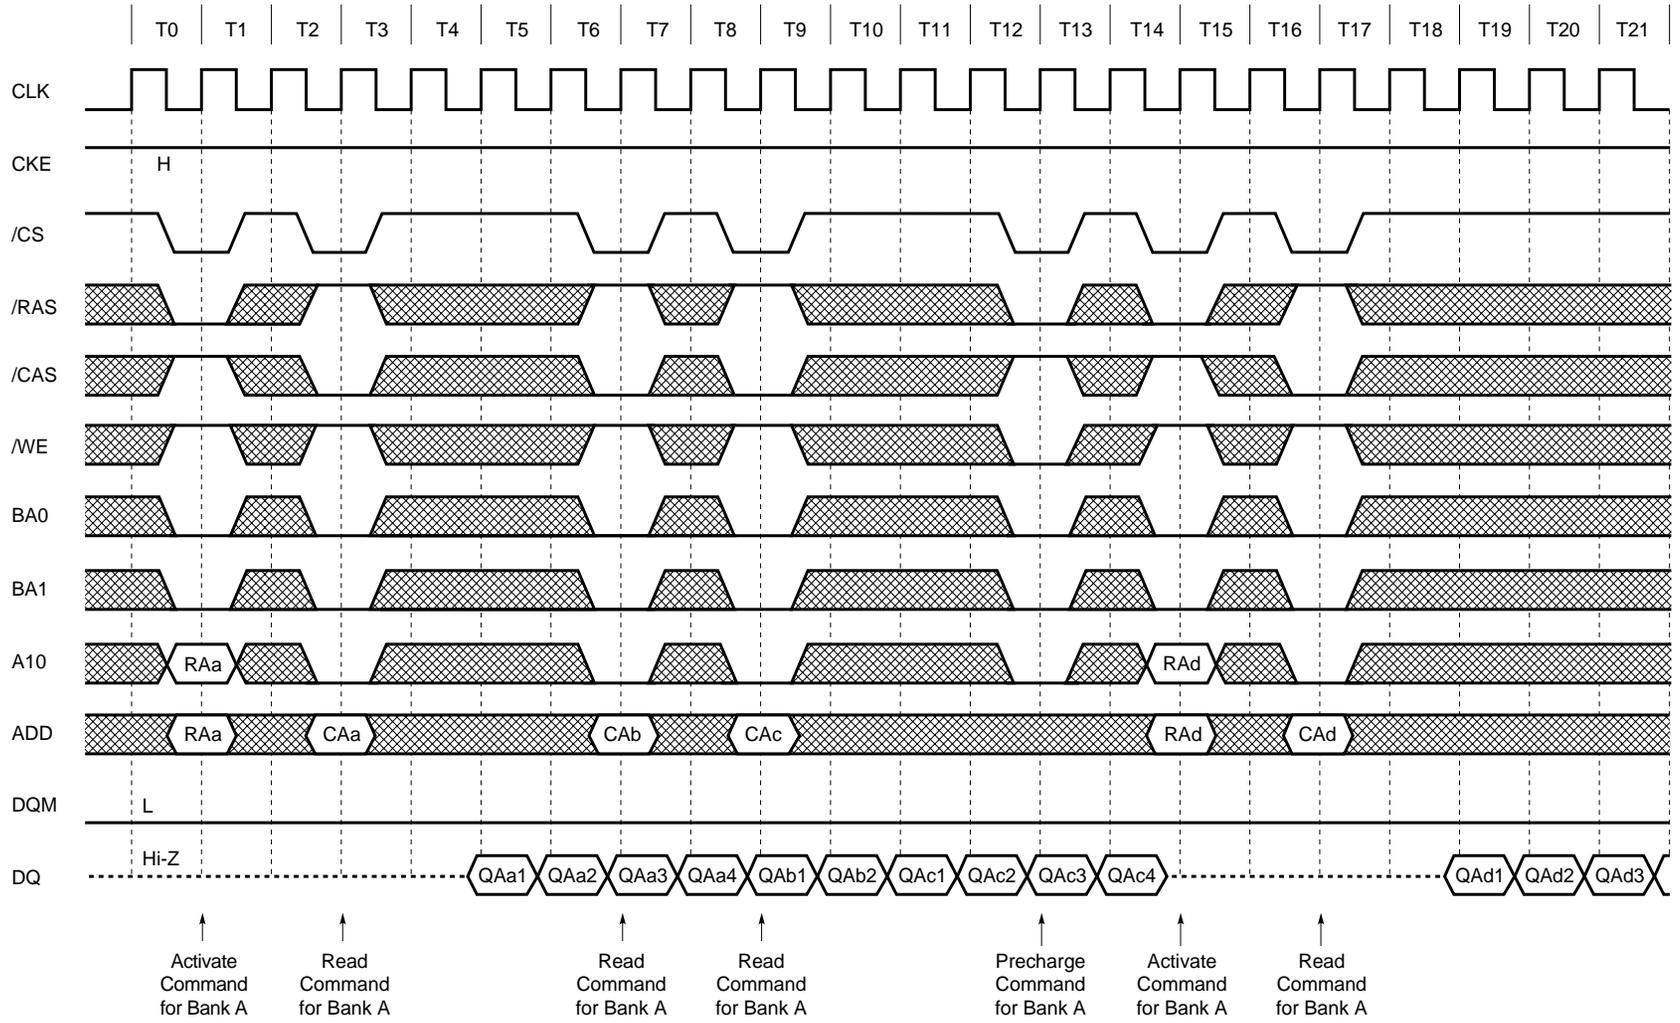 T0 T1 T2 T3 T4 T5 T6 T7 T8 T9 T10 T11 T12 T13 T14 T15 T16 T17 T18 T19 T20 T21
CLK
CKE H
/CS
/RAS
/CAS
/WE
BA0
BA1
A10 RAa RAd
ADD RAa CAa CAb CAc RAd CAd
DQM L
Hi-Z
DQ QAa1 QAa2 QAa3 QAa4 QAb1 QAb2 QAc1 QAc2 QAc3 QAc4 QAd1 QAd2 QAd3
Activate Read Read Read Precharge Activate Read
Command Command Command Command Command Command Command
for Bank A for Bank A for Bank A for Bank A for Bank A for Bank A for Bank A